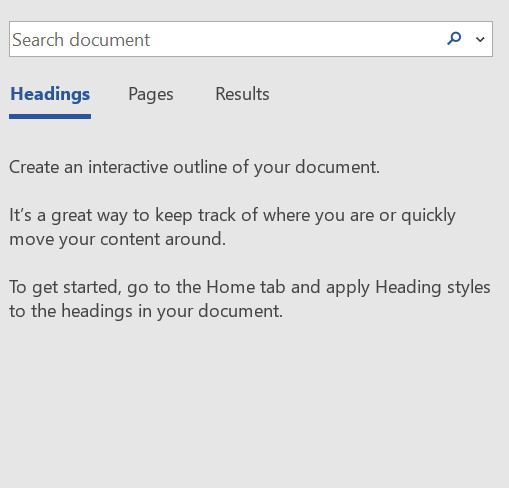 Search document
Headings Pages Results
Create an interactive outline of your document.
It's a great way to keep track of where you are or quickly
move your content around.
To get started, go to the Home tab and apply Heading styles
to the headings in your document.